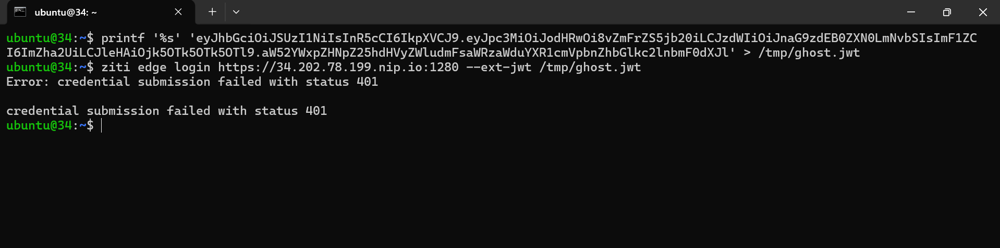 ubuntu@34: ~
ubuntu@34:~$ printf '%s' 'eyJhbGciOiJSUzI1NiIsInR5cCI6IkpXVCJ9.eyJpc3MiOiJodHRwOi8vZmFrZS5jb20iLCJzdWIiOiJnaG9zdEB0ZXN0LmNvbSIsImF1ZC
I6ImZha2UiLCJleHAiOjk5OTk5OTk5OTl9.aW52YWxpZHNpZ25hdHVyZWludmFsaWRzaWduYXR1cmVpbnZhbGlkc2lnbmF0dXJl' > /tmp/ghost.jwt
ubuntu@34:~$ ziti edge login https://34.202.78.199.nip.io:1280 --ext-jwt /tmp/ghost.jwt
Error: credential submission failed with status 401
credential submission failed with status 401
ubuntu@34:~$